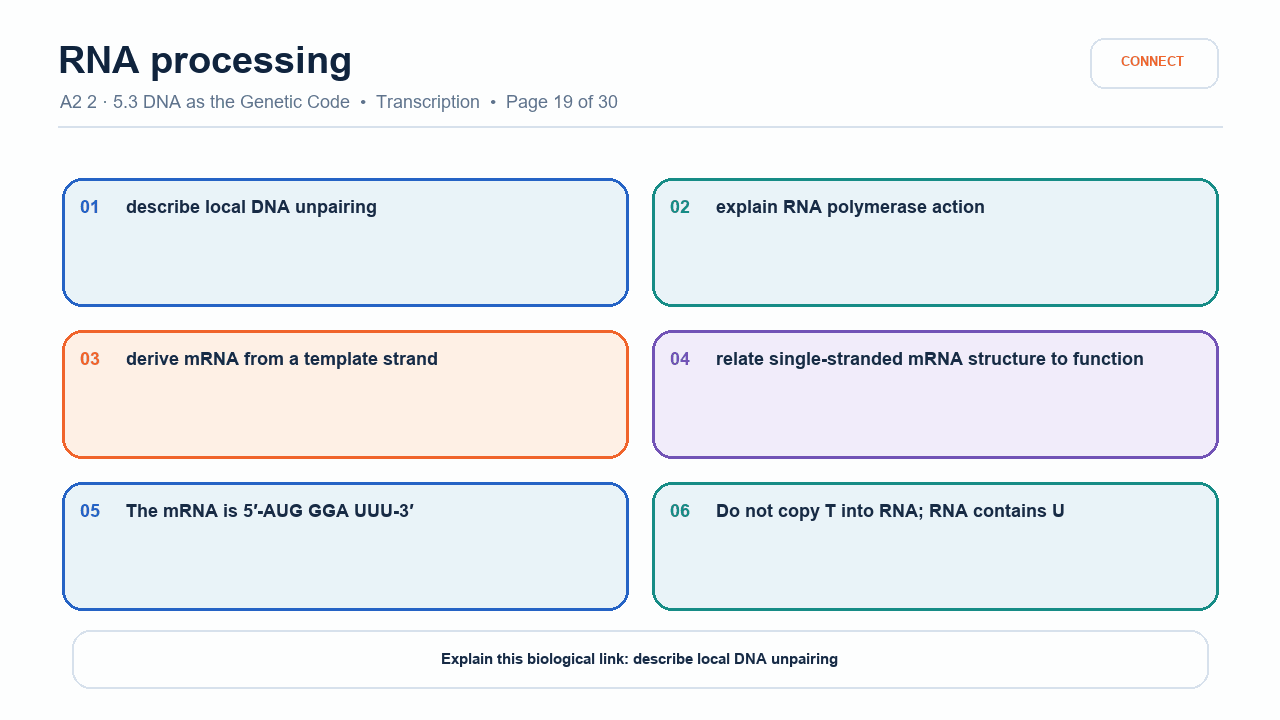 RNA processing
CONNECT
A2 2 · 5.3 DNA as the Genetic Code • Transcription • Page 19 of 30
01 describe local DNA unpairing
02 explain RNA polymerase action
03 derive mRNA from a template strand
04 relate single-stranded mRNA structure to function
05 The mRNA is 5′-AUG GGA UUU-3′
06 Do not copy T into RNA; RNA contains U
Explain this biological link: describe local DNA unpairing